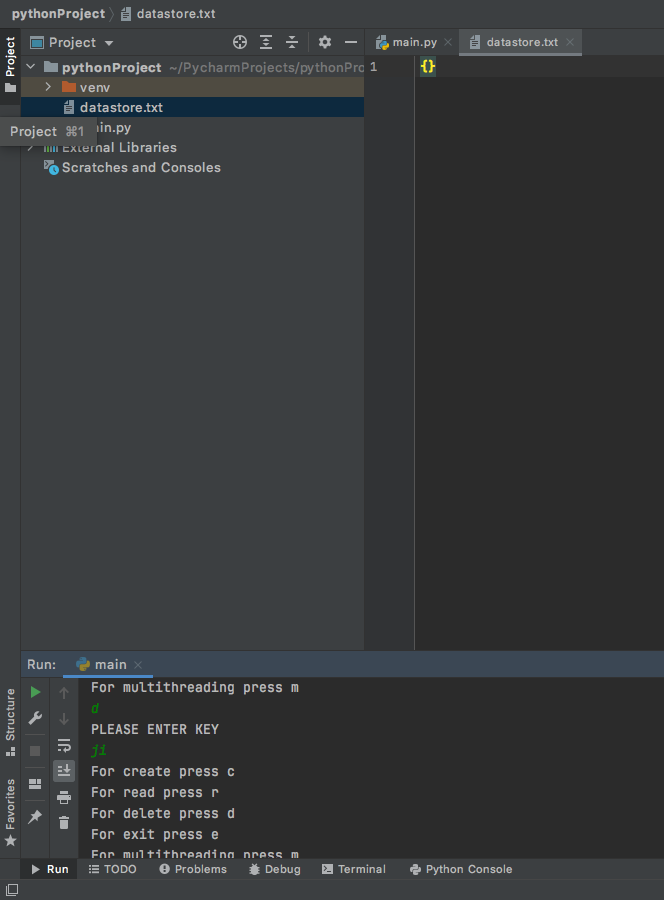 pythonProject datastore.txt
Project
main.py
datastore.txt
Project
pythonProject ~/PycharmProjects/pythonPro
1
{}
venv
datastore.txt
Project ⌘1
in.py
External Libraries
Scratches and Consoles
Run: main
For multithreading press m
d
PLEASE ENTER KEY
ji
For create press c
For read press r
For delete press d
For exit press e
For multithreading press m
Structure
Favorites
Run TODO Problems Debug Terminal Python Console